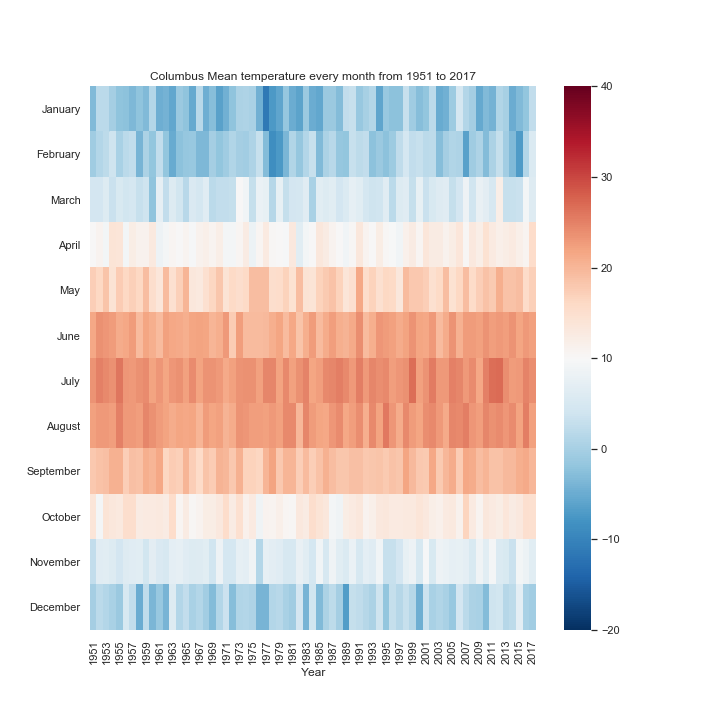 Columbus Mean temperature every month from 1951 to 2017
January
February
March
April
May
June
July
August
September
October
November
December
1951 1953 1955 1957 1959 1961 1963 1965 1967 1969 1971 1973 1975 1977 1979 1981 1983 1985 1987 1989 1991 1993 1995 1997 1999 2001 2003 2005 2007 2009 2011 2013 2015 2017
Year
40
30
20
10
0
−10
−20